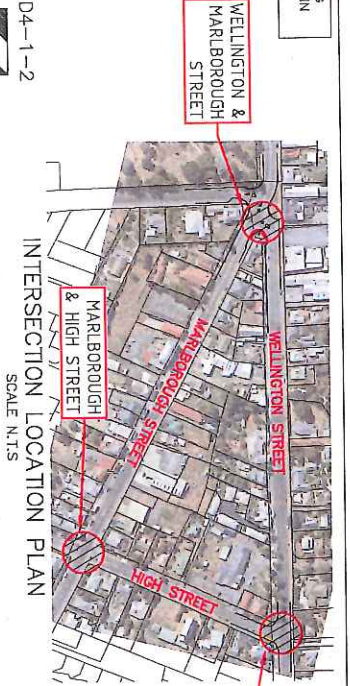 WELLINGTON &
MARLBOROUGH
STREET
WELLINGTON STREET
MARLBOROUGH STREET
HIGH STREET
MARLBOROUGH
& HIGH STREET
INTERSECTION LOCATION PLAN
SCALE N.T.S
D4-1-2